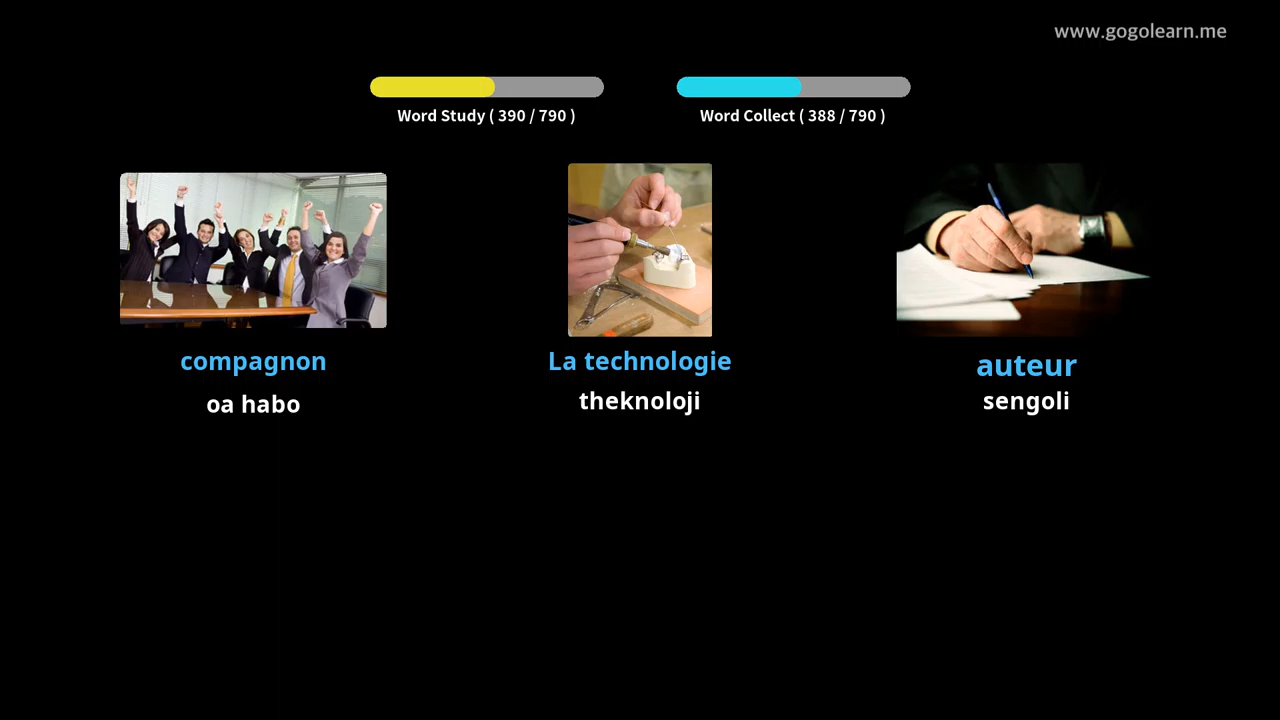 www.gogolearn.me
Word Study ( 390 / 790 )
Word Collect ( 388 / 790 )
compagnon
La technologie
auteur
oa habo
theknoloji
sengoli